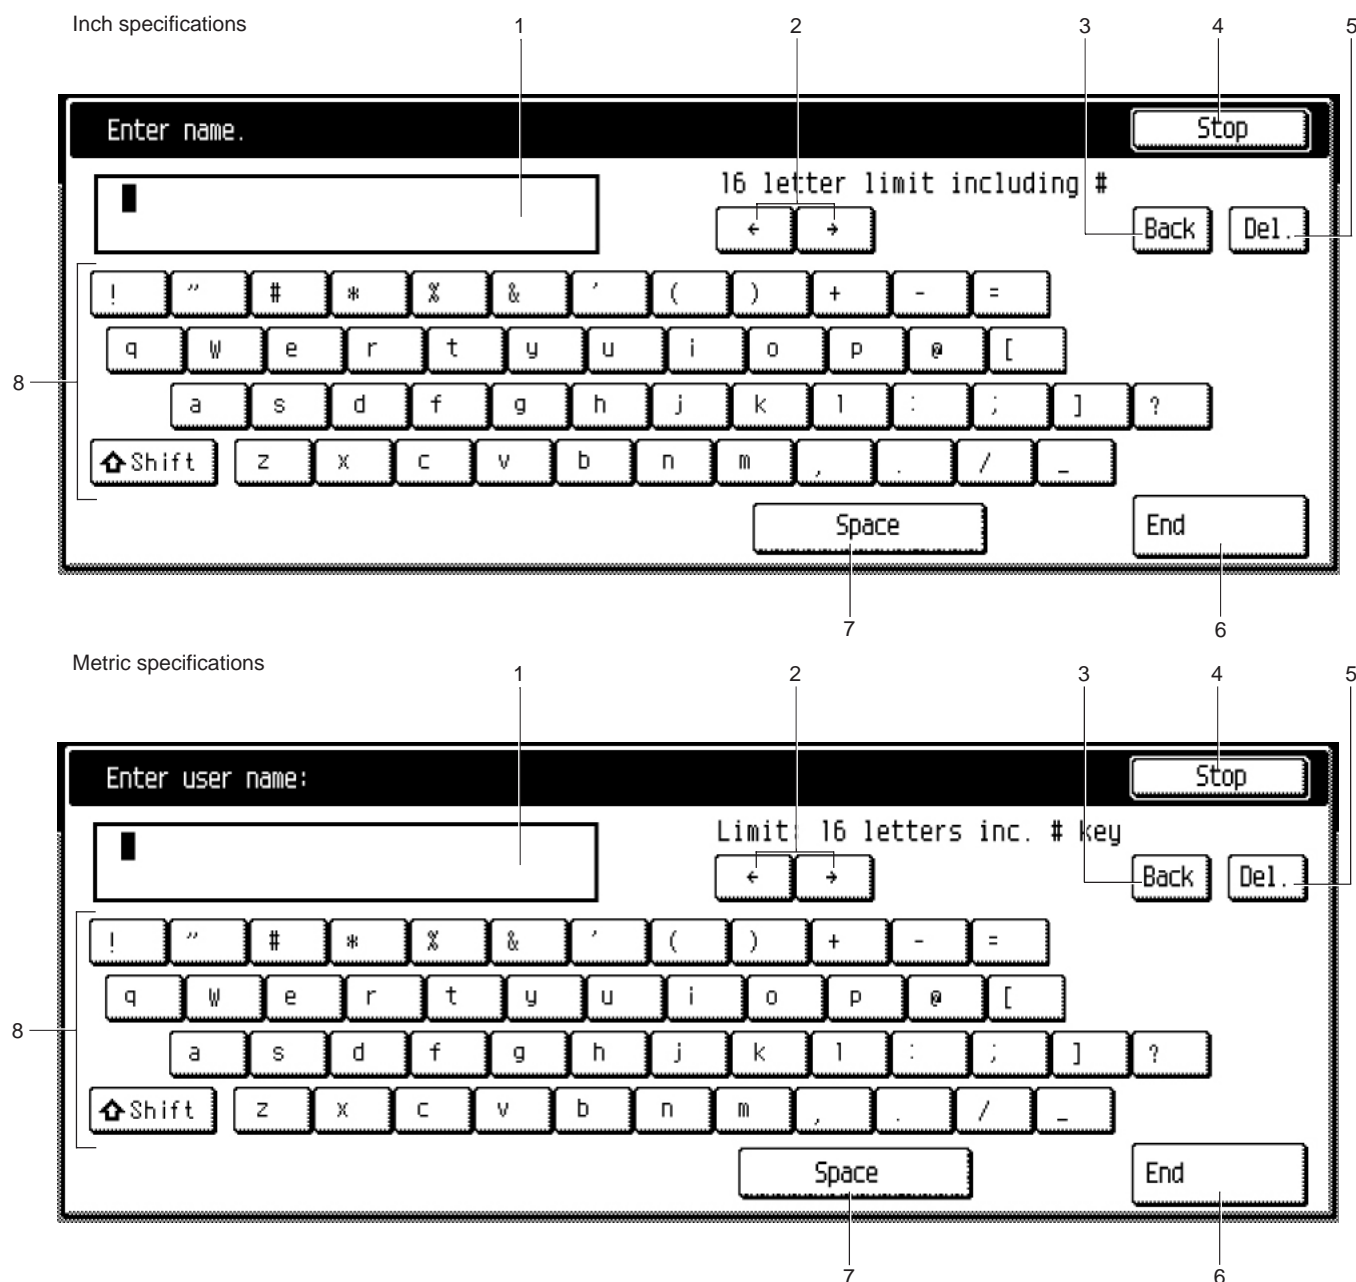 Inch specifications 1 2 3 4 5
Enter name. Stop
16 letter limit including #
← → Back Del.
! " # * % & ' ( ) + - =
q w e r t y u i o p @ [
8
a s d f g h j k l : ; ] ?
Shift z x c v b n m , . / _
Space End
7 6
Metric specifications 1 2 3 4 5
Enter user name: Stop
Limit: 16 letters inc. # key
← → Back Del.
! " # * % & ' ( ) + - =
q w e r t y u i o p @ [
8
a s d f g h j k l : ; ] ?
Shift z x c v b n m , . / _
Space End
7 6